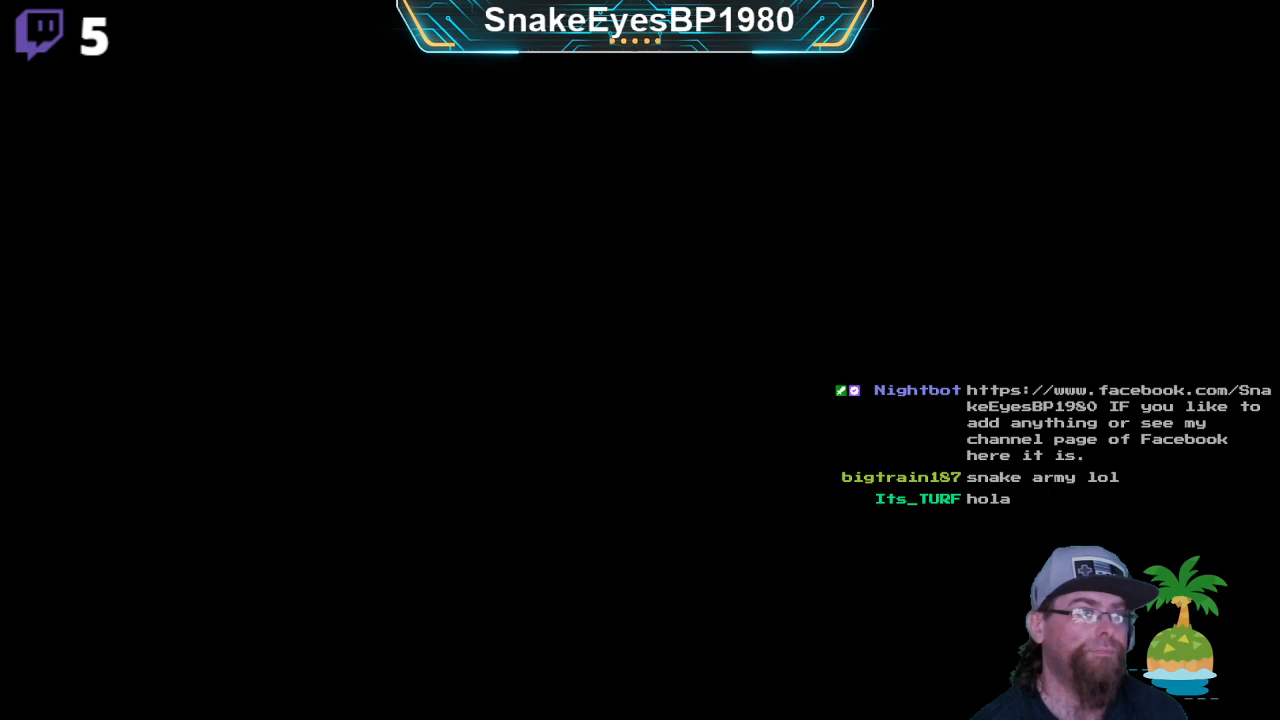 5
SnakeEyesBP1980
Nightbot https://www.facebook.com/Sna
keEyesBP1980 IF you like to
add anything or see my
channel page of Facebook
here it is.
bigtrain187 snake army lol
Its_TURF hola